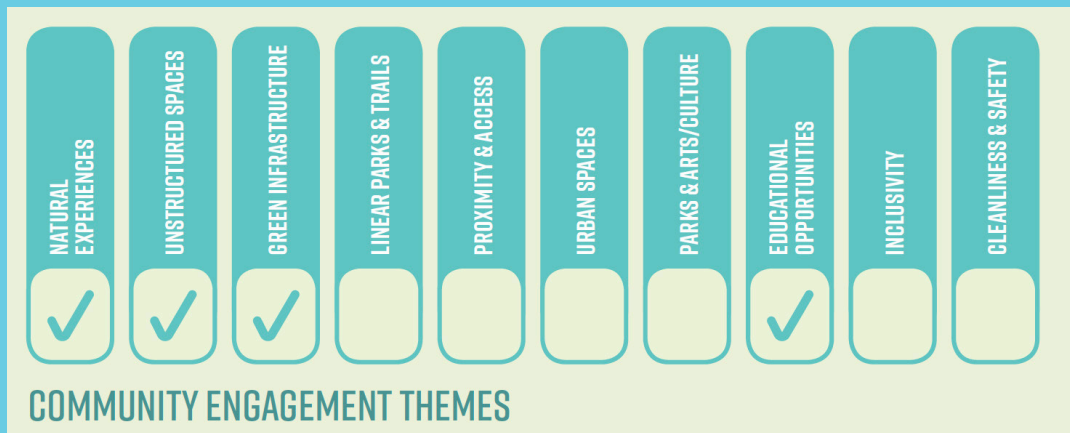 NATURAL
EXPERIENCES
UNSTRUCTURED SPACES
GREEN INFRASTRUCTURE
LINEAR PARKS & TRAILS
PROXIMITY & ACCESS
URBAN SPACES
PARKS & ARTS/CULTURE
EDUCATIONAL
OPPORTUNITIES
INCLUSIVITY
CLEANLINESS & SAFETY
COMMUNITY ENGAGEMENT THEMES